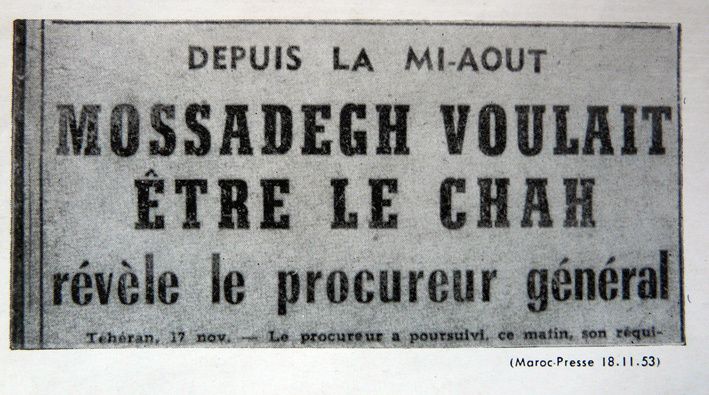 DEPUIS LA MI-AOUT
MOSSADEGH VOULAIT
ÊTRE LE CHAH
révèle le procureur général
Téhéran, 17 nov. — Le procureur a poursuivi, ce matin, son réqui-
(Maroc-Presse 18.11.53)